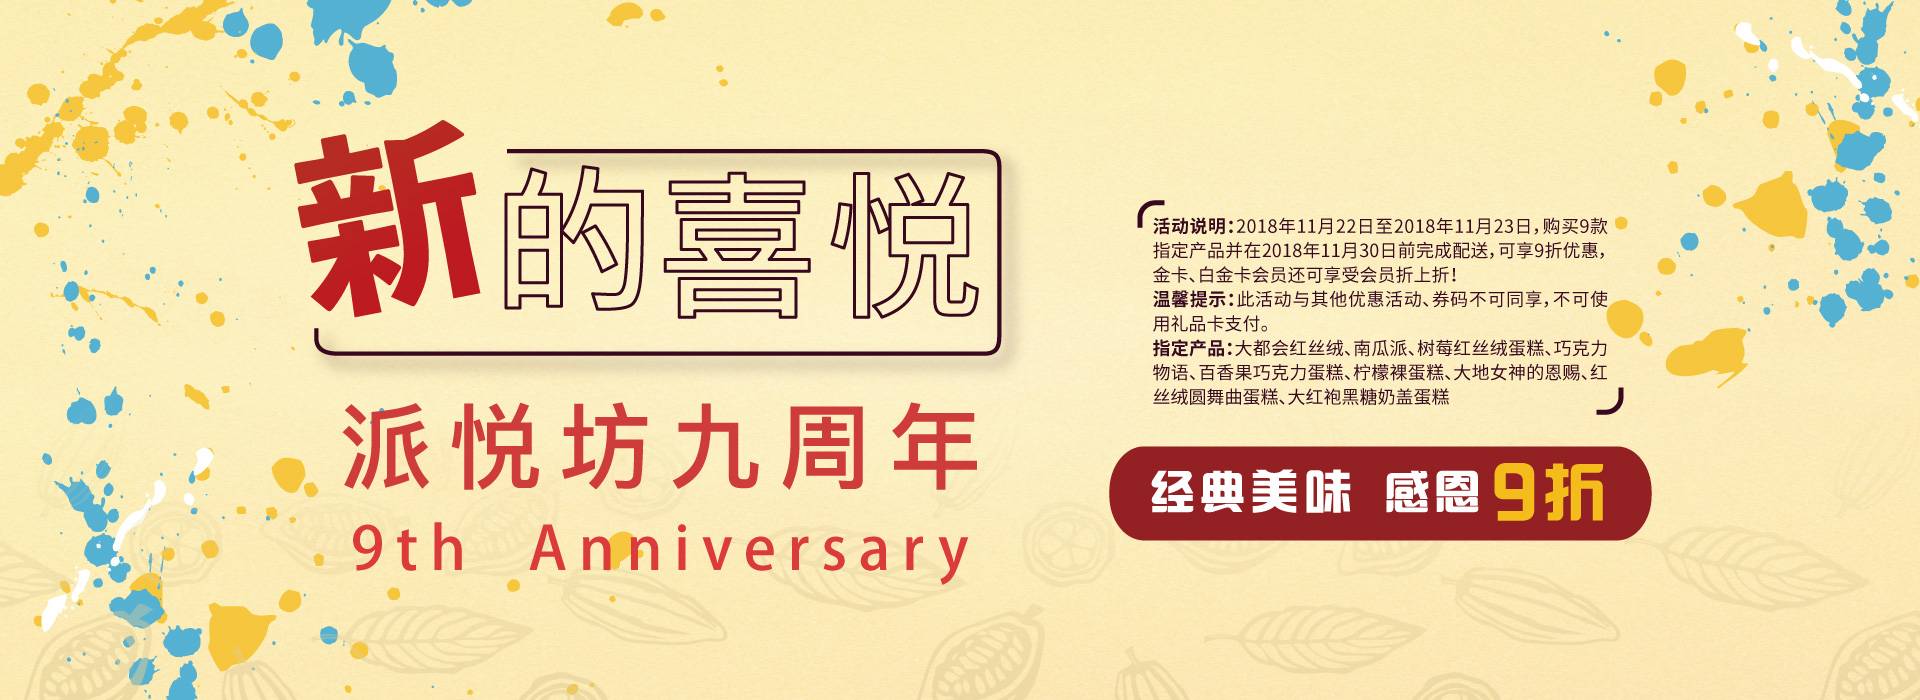 新的喜悦
派悦坊九周年
9th Anniversary
活动说明：2018年11月22日至2018年11月23日，购买9款
指定产品并在2018年11月30日前完成配送，可享9折优惠，
金卡、白金卡会员还可享受会员折上折！
温馨提示：此活动与其他优惠活动、券码不可同享，不可使
用礼品卡支付。
指定产品：大都会红丝绒、南瓜派、树莓红丝绒蛋糕、巧克力
物语、百香果巧克力蛋糕、柠檬裸蛋糕、大地女神的恩赐、红
丝绒圆舞曲蛋糕、大红袍黑糖奶盖蛋糕
经典美味 感恩9折